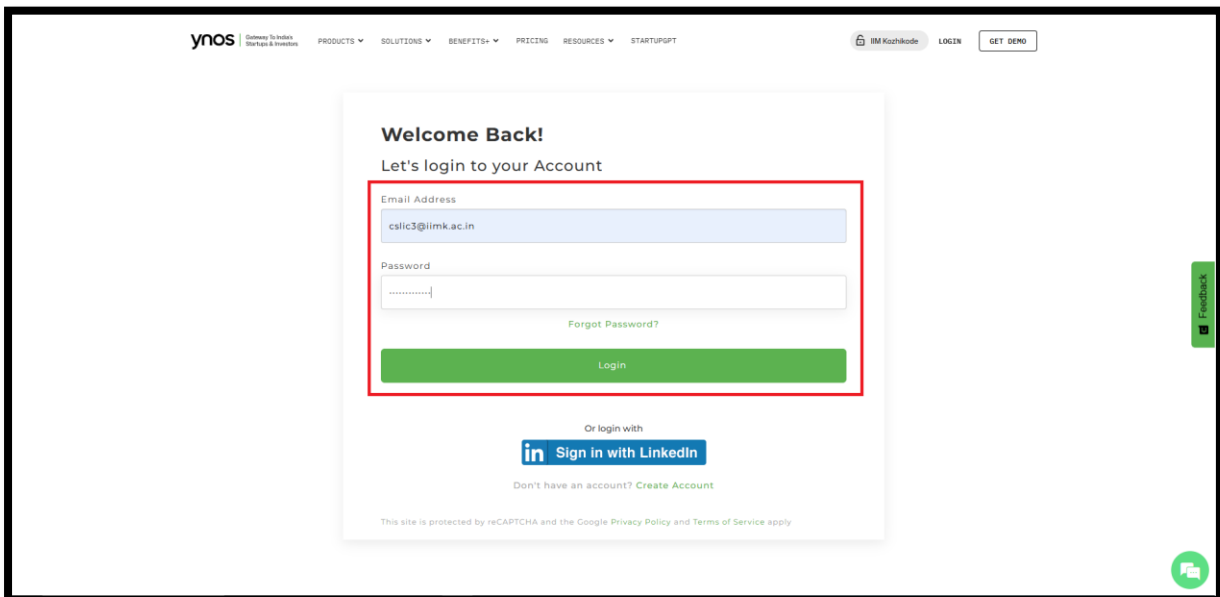 ynos Gateway To India's
Startups & Investors
PRODUCTS SOLUTIONS BENEFITS+ PRICING RESOURCES STARTUPGPT IIM Kozhikode LOGIN GET DEMO
Welcome Back!
Let's login to your Account
Email Address
cslic3@iimk.ac.in
Password
.............
Forgot Password?
Login
Or login with
in Sign in with LinkedIn
Don't have an account? Create Account
This site is protected by reCAPTCHA and the Google Privacy Policy and Terms of Service apply
Feedback